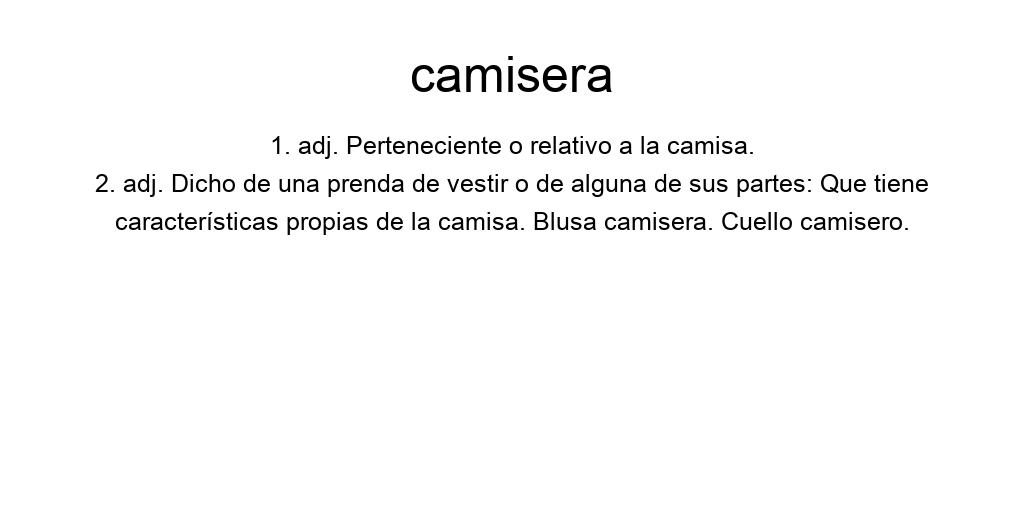 camisera
1. adj. Perteneciente o relativo a la camisa.
2. adj. Dicho de una prenda de vestir o de alguna de sus partes: Que tiene
características propias de la camisa. Blusa camisera. Cuello camisero.